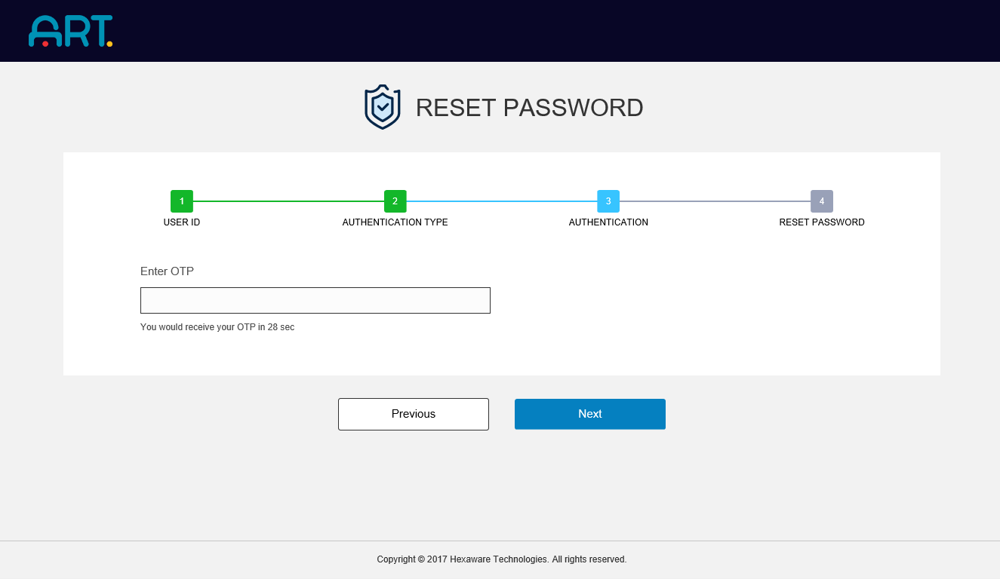 ART.
RESET PASSWORD
1
2
3
4
USER ID
AUTHENTICATION TYPE
AUTHENTICATION
RESET PASSWORD
Enter OTP
You would receive your OTP in 28 sec
Previous
Next
Copyright © 2017 Hexaware Technologies. All rights reserved.